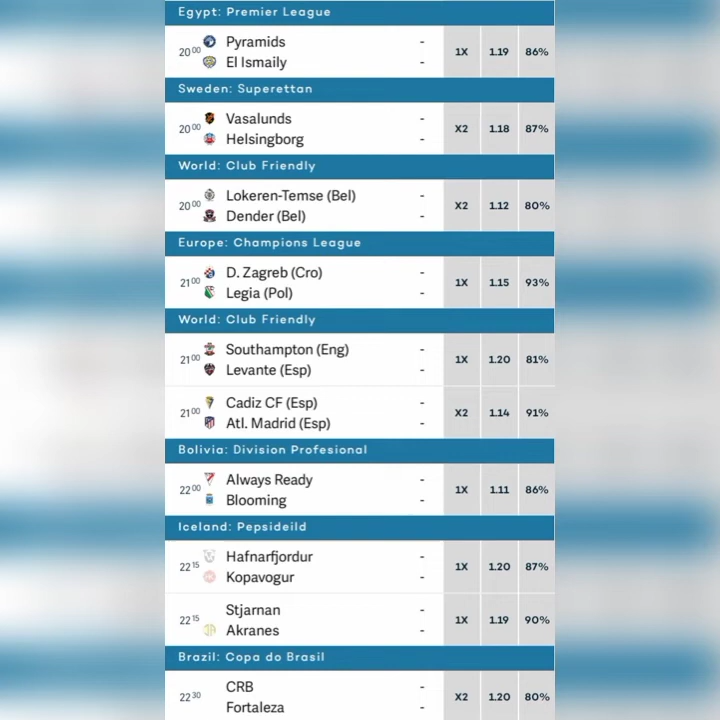 Egypt: Premier League
20 00 Pyramids - 1X 1.19 86%
El Ismaily -
Sweden: Superettan
20 00 Vasalunds - X2 1.18 87%
Helsingborg -
World: Club Friendly
20 00 Lokeren-Temse (Bel) - X2 1.12 80%
Dender (Bel) -
Europe: Champions League
21 00 D. Zagreb (Cro) - 1X 1.15 93%
Legia (Pol) -
World: Club Friendly
21 00 Southampton (Eng) - 1X 1.20 81%
Levante (Esp) -
21 00 Cadiz CF (Esp) - X2 1.14 91%
Atl. Madrid (Esp) -
Bolivia: Division Profesional
22 00 Always Ready - 1X 1.11 86%
Blooming -
Iceland: Pepsideild
22 15 Hafnarfjordur - 1X 1.20 87%
Kopavogur -
22 15 Stjarnan - 1X 1.19 90%
Akranes -
Brazil: Copa do Brasil
22 30 CRB - X2 1.20 80%
Fortaleza -